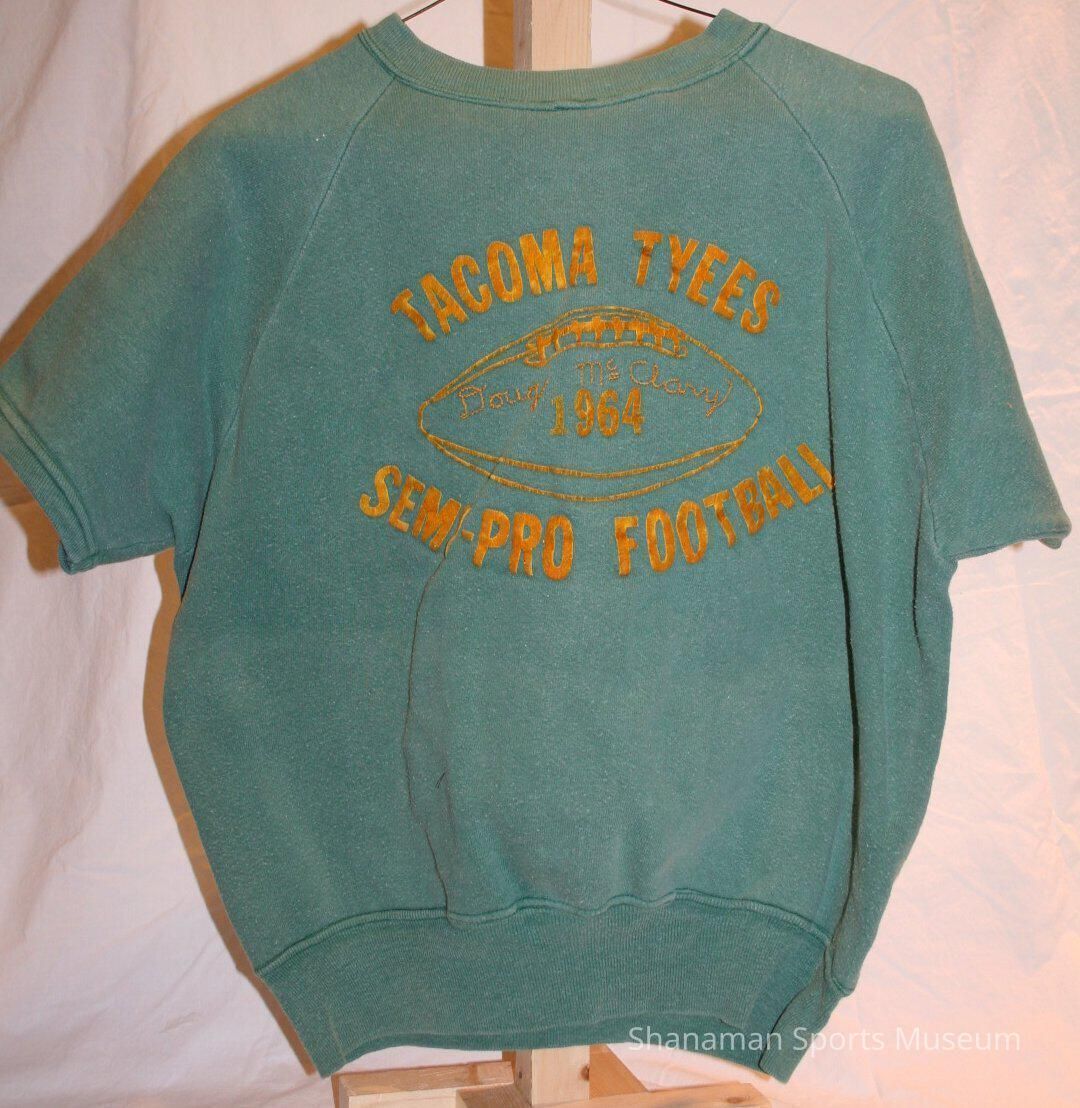 TACOMA TYEES
Doug McClary
1964
SEMI-PRO FOOTBALL
Shanaman Sports Museum